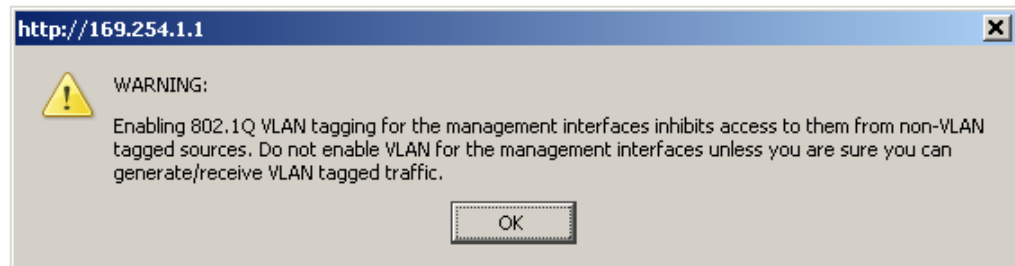 http://169.254.1.1
WARNING:
Enabling 802.1Q VLAN tagging for the management interfaces inhibits access to them from non-VLAN
tagged sources. Do not enable VLAN for the management interfaces unless you are sure you can
generate/receive VLAN tagged traffic.
OK